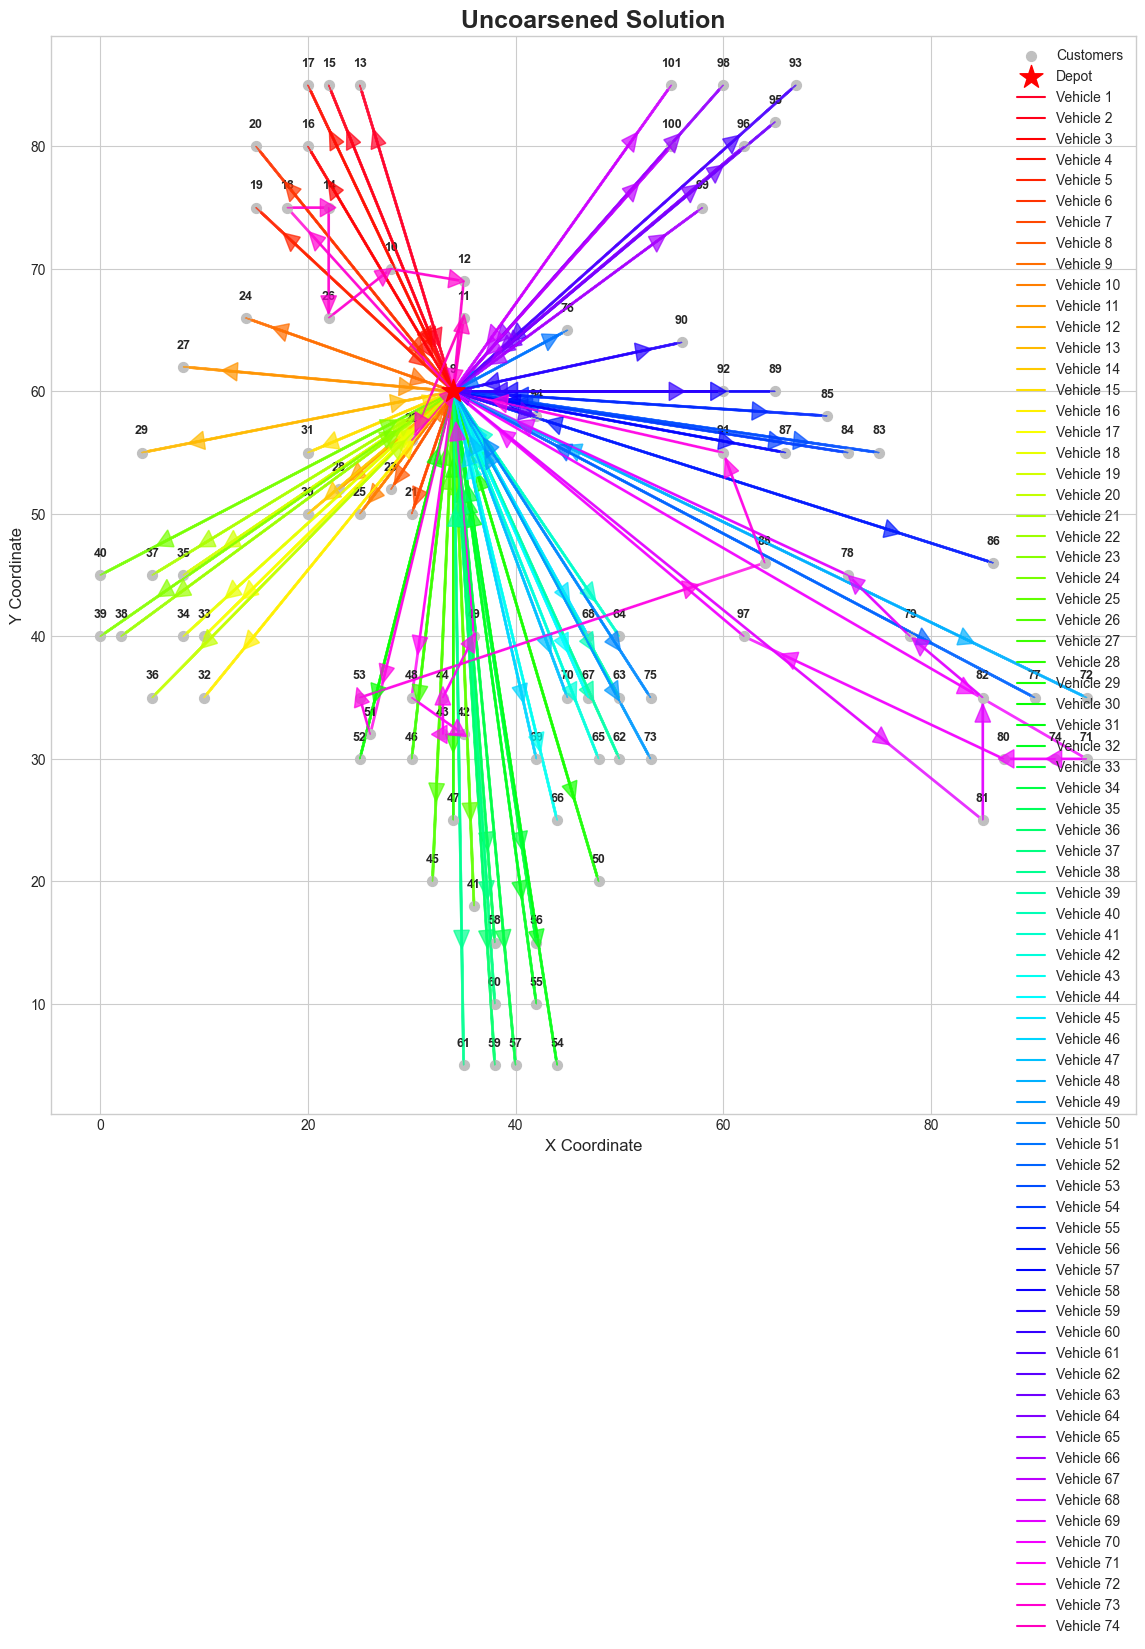 Uncoarsened Solution
Customers
Depot
Vehicle 1
Vehicle 2
Vehicle 3
Vehicle 4
Vehicle 5
Vehicle 6
Vehicle 7
Vehicle 8
Vehicle 9
Vehicle 10
Vehicle 11
Vehicle 12
Vehicle 13
Vehicle 14
Vehicle 15
Vehicle 16
Vehicle 17
Vehicle 18
Vehicle 19
Vehicle 20
Vehicle 21
Vehicle 22
Vehicle 23
Vehicle 24
Vehicle 25
Vehicle 26
Vehicle 27
Vehicle 28
Vehicle 29
Vehicle 30
Vehicle 31
Vehicle 32
Vehicle 33
Vehicle 34
Vehicle 35
Vehicle 36
Vehicle 37
Vehicle 38
Vehicle 39
Vehicle 40
Vehicle 41
Vehicle 42
Vehicle 43
Vehicle 44
Vehicle 45
Vehicle 46
Vehicle 47
Vehicle 48
Vehicle 49
Vehicle 50
Vehicle 51
Vehicle 52
Vehicle 53
Vehicle 54
Vehicle 55
Vehicle 56
Vehicle 57
Vehicle 58
Vehicle 59
Vehicle 60
Vehicle 61
Vehicle 62
Vehicle 63
Vehicle 64
Vehicle 65
Vehicle 66
Vehicle 67
Vehicle 68
Vehicle 69
Vehicle 70
Vehicle 71
Vehicle 72
Vehicle 73
Vehicle 74
17 15 13 101 98 93
95
20 16 100 96
19 18 14 99
10 12
24 26 11 76 90
27 92 89
85
29 31 91 87 84 83
28 23
30 25 21 88 86
40 37 35 78
39 38 34 33 68 64 97 79
36 32 53 48 44 70 67 63 75 82 77 72
51 43 42
52 46 69 65 62 73 80 74 71
47 66 81
45 50
41
58 56
60 55
61 59 57 54
80
70
60
50
40
30
20
10
Y Coordinate
0 20 40 60 80
X Coordinate